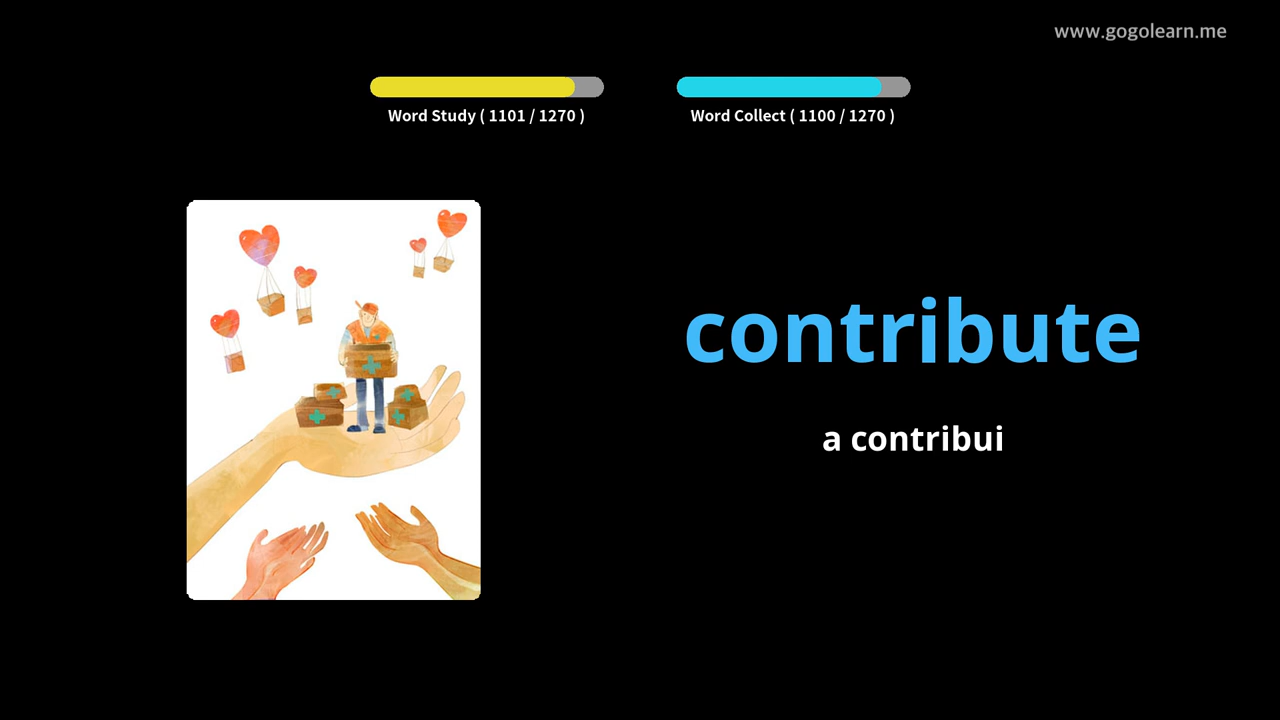 www.gogolearn.me
Word Study ( 1101 / 1270 )
Word Collect ( 1100 / 1270 )
contribute
a contribui